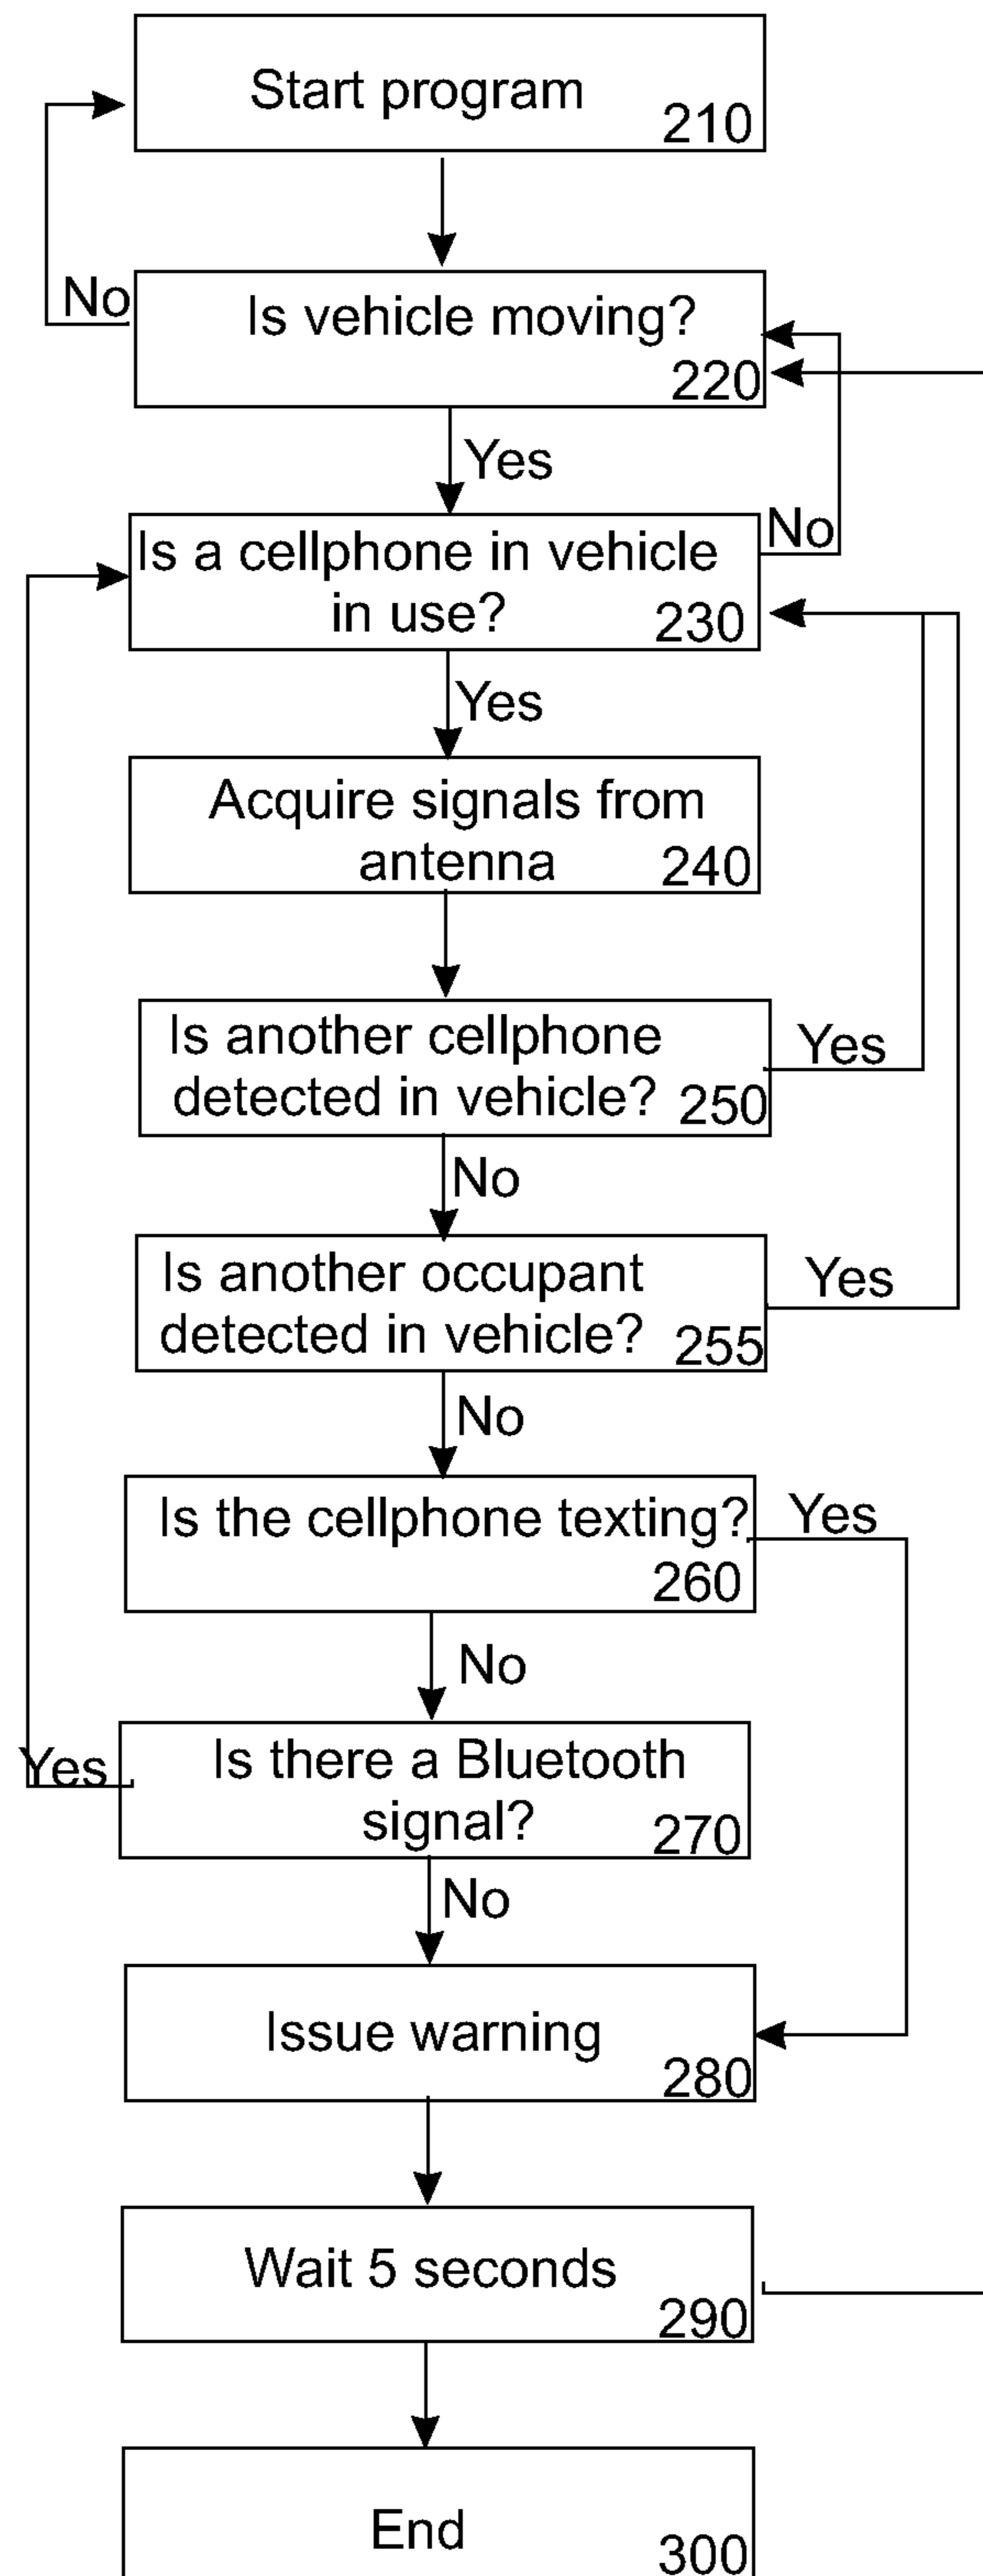 Start program
210
No
Is vehicle moving?
220
Yes
Is a cellphone in vehicle
in use?
230
No
Yes
Acquire signals from
antenna
240
Is another cellphone
detected in vehicle?
250
Yes
No
Is another occupant
detected in vehicle?
255
Yes
No
Is the cellphone texting?
260
Yes
No
Yes
Is there a Bluetooth
signal?
270
No
Issue warning
280
Wait 5 seconds
290
End
300